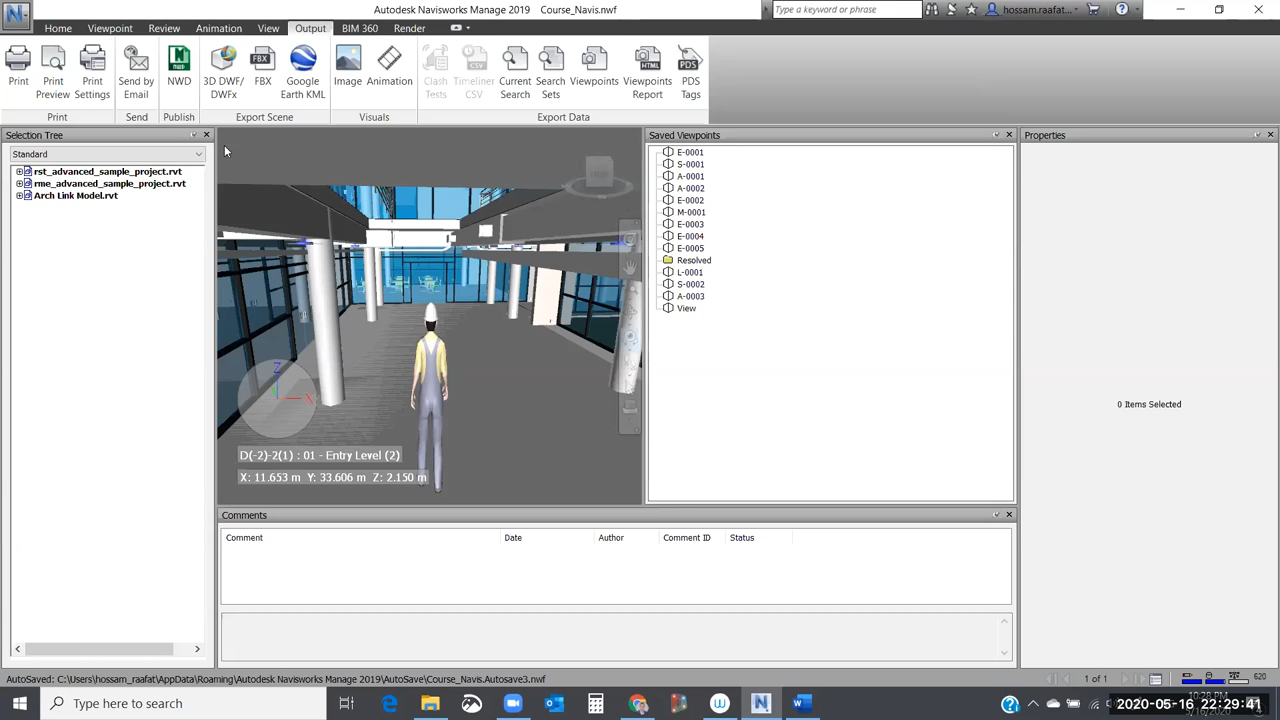 Autodesk Navisworks Manage 2019 Course_Navis.nwf
Type a keyword or phrase
hossam.raafat...
Home Viewpoint Review Animation View Output BIM 360 Render
Print
Print Preview
Print Settings
Send by Email
NWD
3D DWF/ DWFx
FBX
Google Earth KML
Image
Animation
Clash Tests
Timeliner CSV
Current Search
Search Sets
Viewpoints
Viewpoints Report
PDS Tags
Print Send Publish Export Scene Visuals Export Data
Selection Tree
Standard
rst_advanced_sample_project.rvt
rme_advanced_sample_project.rvt
Arch Link Model.rvt
Z
X
D(-2)-2(1) : 01 - Entry Level (2)
X: 11.653 m Y: 33.606 m Z: 2.150 m
Saved Viewpoints
E-0001
S-0001
A-0001
A-0002
E-0002
M-0001
E-0003
E-0004
E-0005
Resolved
L-0001
S-0002
A-0003
View
Properties
0 Items Selected
Comments
Comment Date Author Comment ID Status
AutoSaved: C:\Users\hossam_raafat\AppData\Roaming\Autodesk Navisworks Manage 2019\AutoSave\Course_Navis.Autosave3.nwf
1 of 1
620
Type here to search
2020-05-16 22:29:41